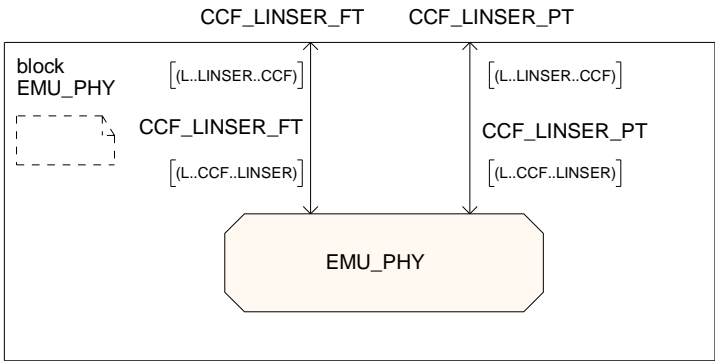 CCF_LINSER_FT CCF_LINSER_PT
block
EMU_PHY
[(L..LINSER..CCF)]
[(L..LINSER..CCF)]
CCF_LINSER_FT
CCF_LINSER_PT
[(L..CCF..LINSER)]
[(L..CCF..LINSER)]
EMU_PHY